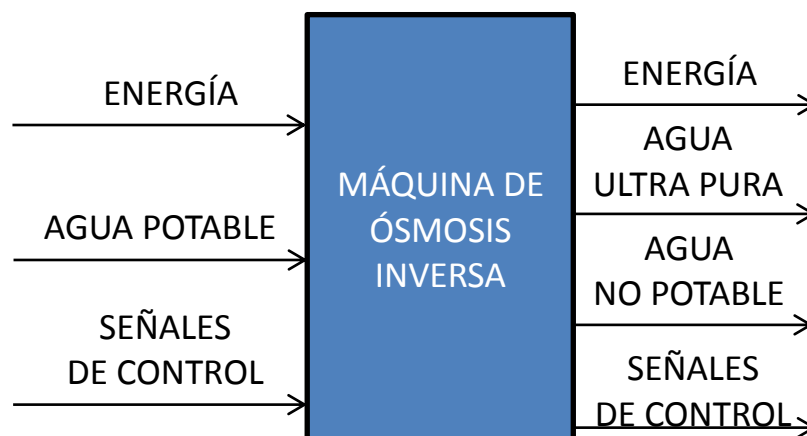 ENERGÍA
AGUA POTABLE
SEÑALES
DE CONTROL
MÁQUINA DE
ÓSMOSIS
INVERSA
ENERGÍA
AGUA
ULTRA PURA
AGUA
NO POTABLE
SEÑALES
DE CONTROL